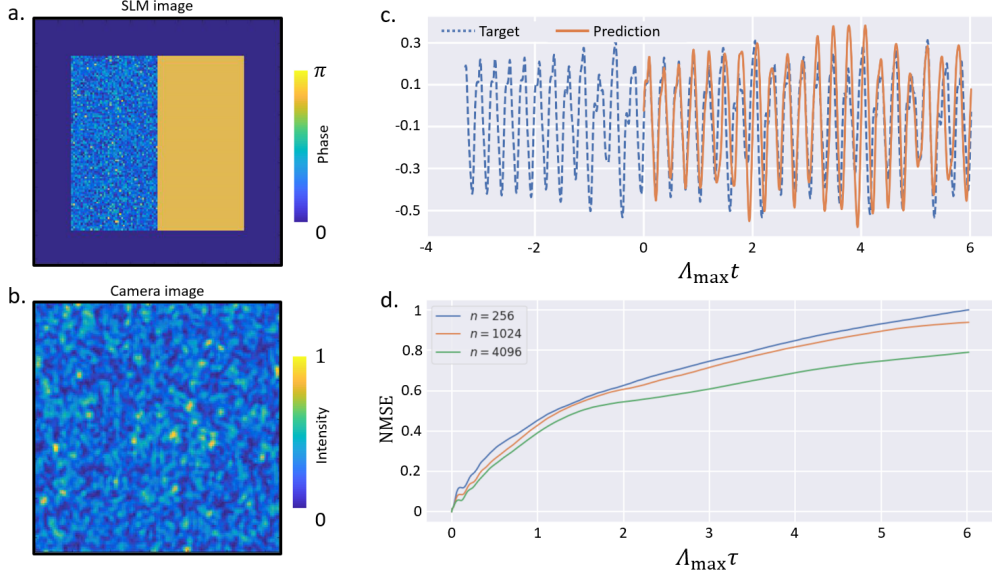 a.
SLM image
π
Phase
0
b.
Camera image
1
Intensity
0
c.
Target
Prediction
0.3
0.1
-0.1
-0.3
-0.5
-4
-2
0
2
4
6
Λmax t
d.
n = 256
n = 1024
n = 4096
NMSE
1
0.8
0.6
0.4
0.2
0
0
1
2
3
4
5
6
Λmax τ